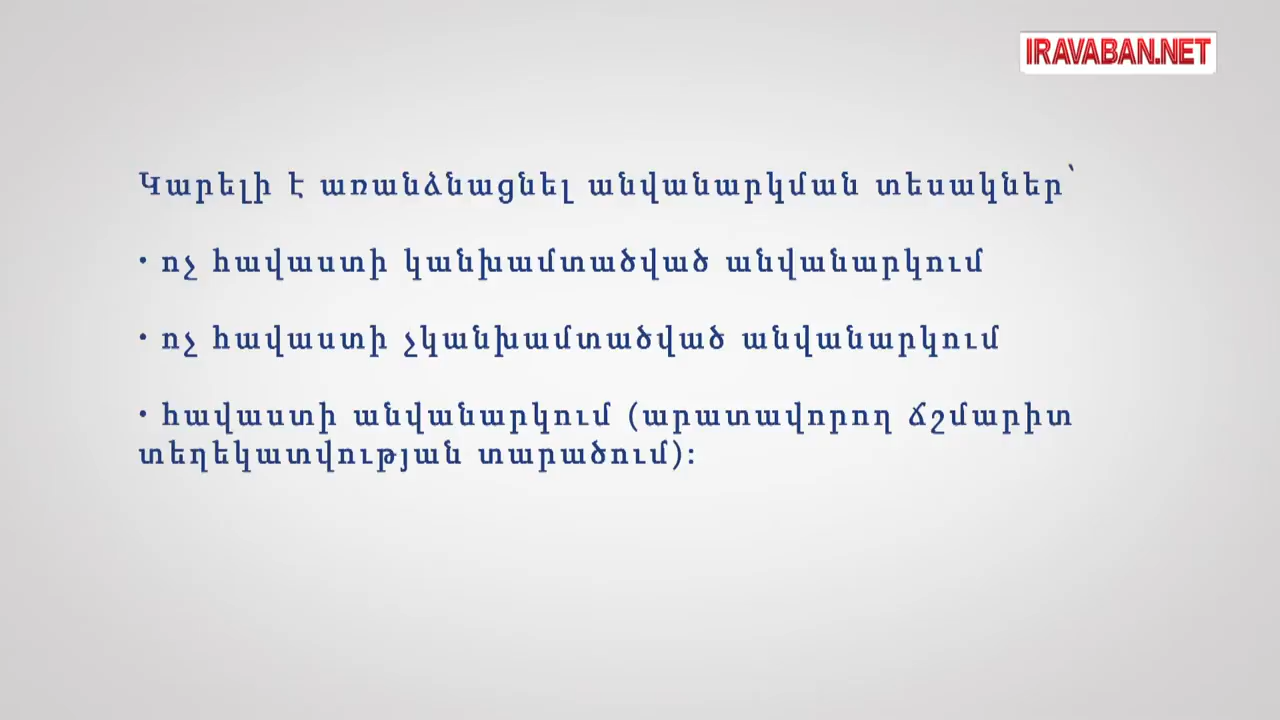 IRAVABAN.NET
Կարելի է առանձնացնել անվանարկման տեսակներ՝
• ոչ հավաստի կանխամտածված անվանարկում
• ոչ հավաստի չկանխամտածված անվանարկում
• հավաստի անվանարկում (արատավորող ճշմարիտ
տեղեկատվության տարածում)։